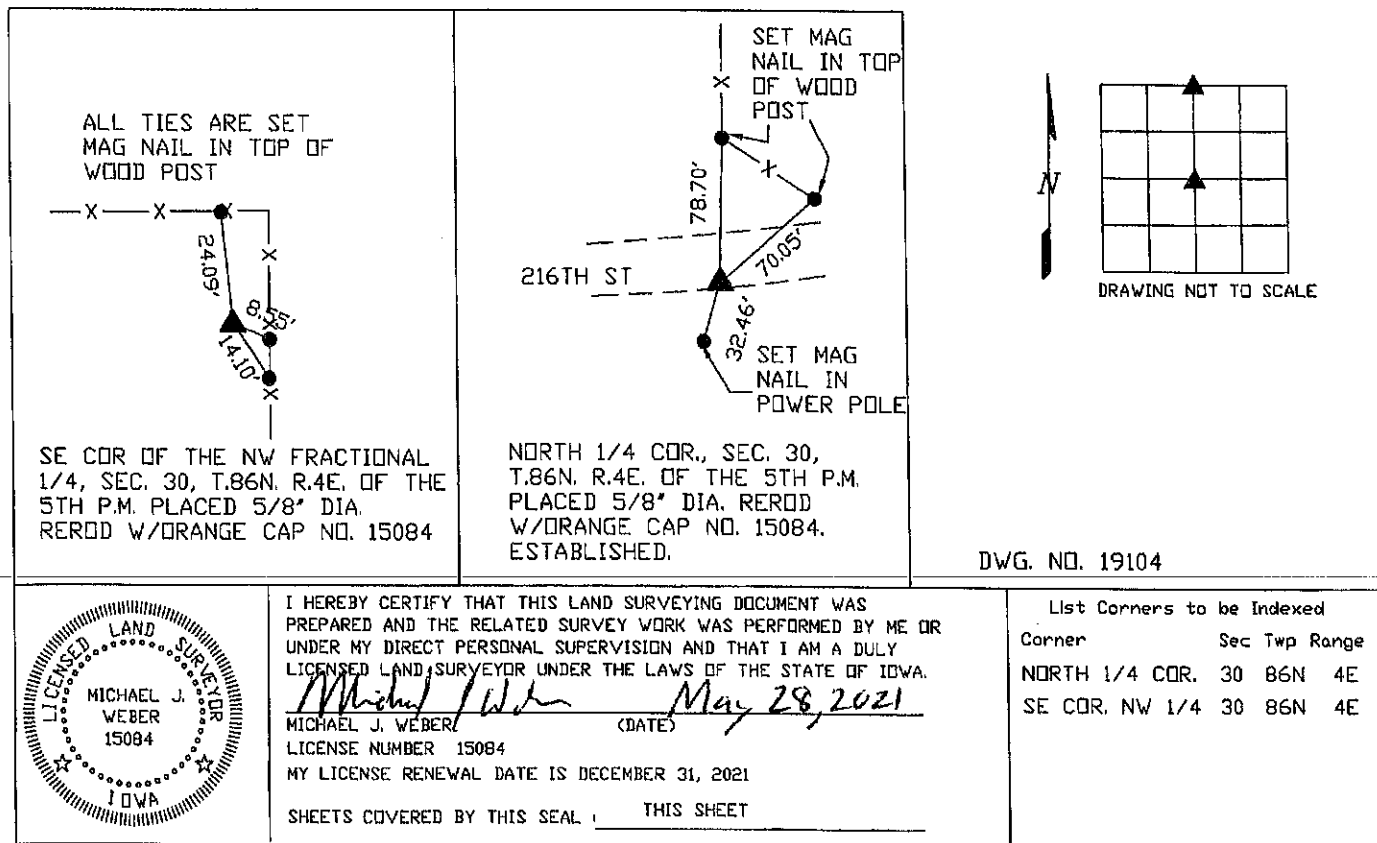 ALL TIES ARE SET
MAG NAIL IN TOP OF
WOOD POST
24.09'
8.55'
14.10'
SE COR OF THE NW FRACTIONAL
1/4, SEC. 30, T.86N. R.4E. OF THE
5TH P.M. PLACED 5/8" DIA.
REROD W/ORANGE CAP NO. 15084
SET MAG
NAIL IN TOP
OF WOOD
POST
78.70'
70.05'
216TH ST
32.46'
SET MAG
NAIL IN
POWER POLE
NORTH 1/4 COR., SEC. 30,
T.86N. R.4E. OF THE 5TH P.M.
PLACED 5/8" DIA. REROD
W/ORANGE CAP NO. 15084.
ESTABLISHED.
N
DRAWING NOT TO SCALE
DWG. NO. 19104
LICENSED LAND SURVEYOR
MICHAEL J.
WEBER
15084
IOWA
I HEREBY CERTIFY THAT THIS LAND SURVEYING DOCUMENT WAS
PREPARED AND THE RELATED SURVEY WORK WAS PERFORMED BY ME OR
UNDER MY DIRECT PERSONAL SUPERVISION AND THAT I AM A DULY
LICENSED LAND SURVEYOR UNDER THE LAWS OF THE STATE OF IOWA.
May 28, 2021
MICHAEL J. WEBER (DATE)
LICENSE NUMBER 15084
MY LICENSE RENEWAL DATE IS DECEMBER 31, 2021
SHEETS COVERED BY THIS SEAL : THIS SHEET
List Corners to be Indexed
Corner Sec Twp Range
NORTH 1/4 COR. 30 86N 4E
SE COR. NW 1/4 30 86N 4E